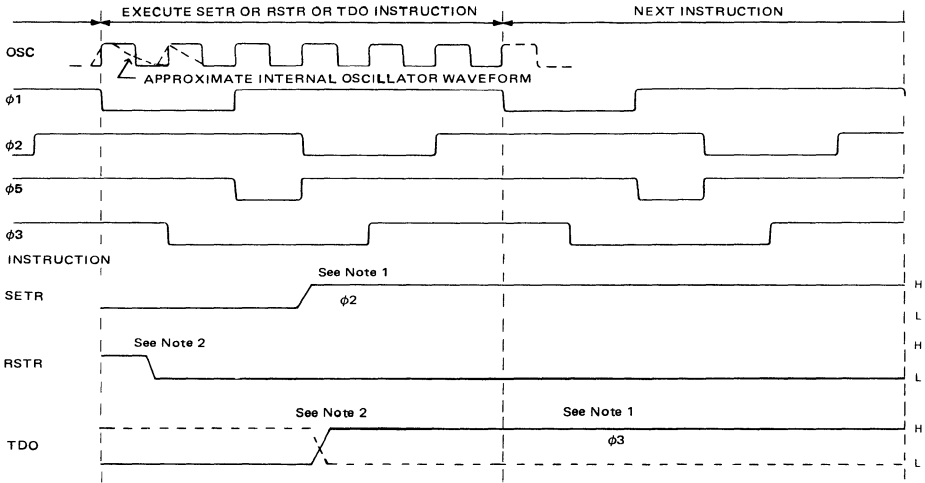 EXECUTE SETR OR RSTR OR TDO INSTRUCTION
NEXT INSTRUCTION
OSC
APPROXIMATE INTERNAL OSCILLATOR WAVEFORM
ϕ1
ϕ2
ϕ5
ϕ3
INSTRUCTION
See Note 1
SETR
ϕ2
H
L
See Note 2
H
RSTR
L
See Note 2
See Note 1
H
TDO
ϕ3
L